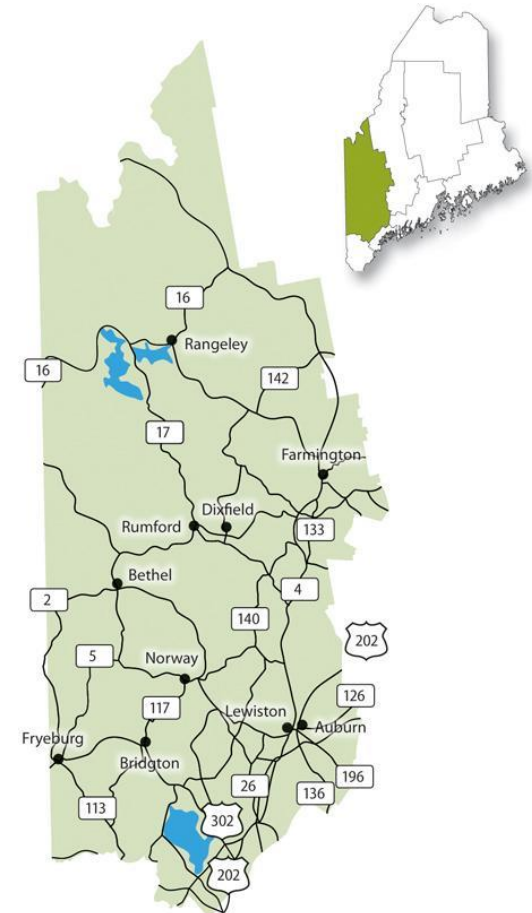 16
Rangeley
16
142
17
Farmington
Dixfield
Rumford
133
Bethel
4
2
140
202
5
Norway
126
117
Lewiston
Auburn
Fryeburg
Bridgton
196
26
136
113
302
202